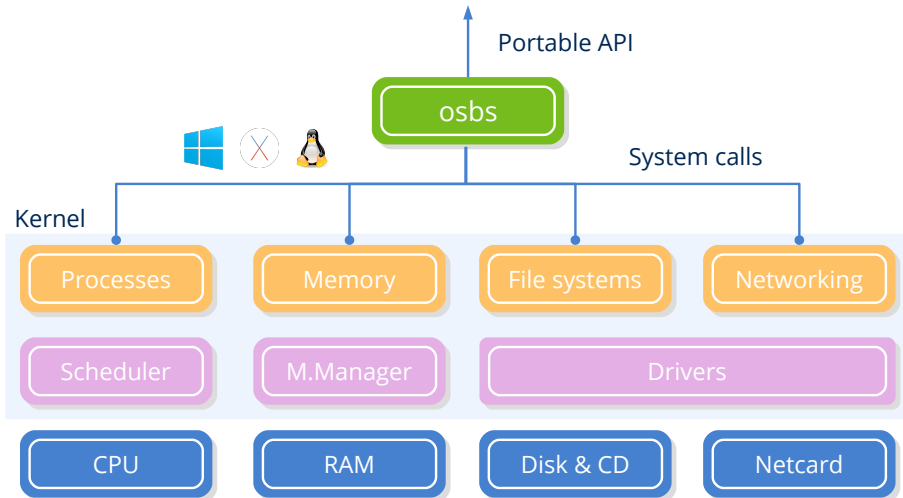 Portable API
osbs
System calls
Kernel
Processes
Memory
File systems
Networking
Scheduler
M.Manager
Drivers
CPU
RAM
Disk & CD
Netcard